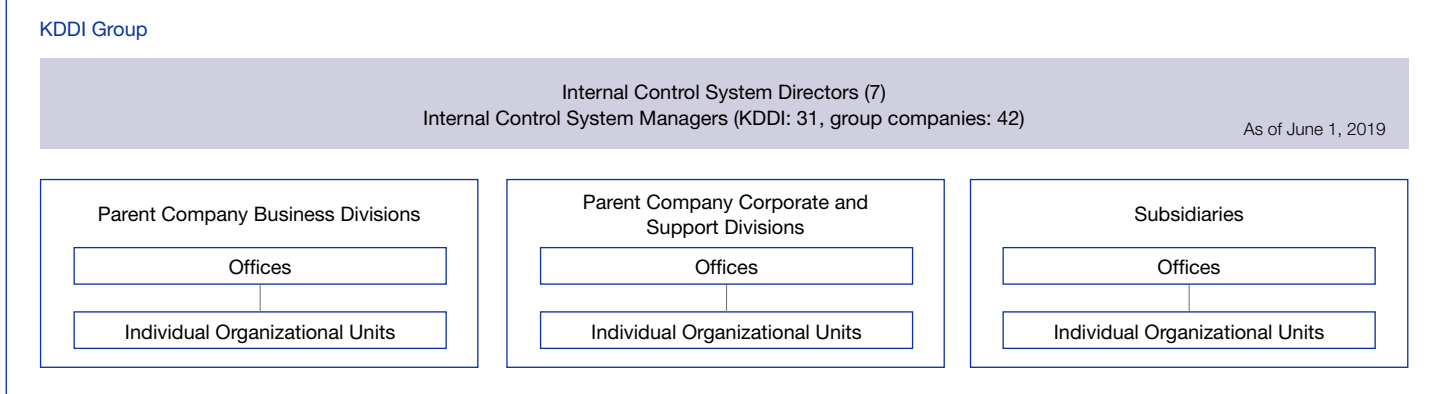 KDDI Group
Internal Control System Directors (7)
Internal Control System Managers (KDDI: 31, group companies: 42)
As of June 1, 2019
Parent Company Business Divisions
Offices
Individual Organizational Units
Parent Company Corporate and
Support Divisions
Offices
Individual Organizational Units
Subsidiaries
Offices
Individual Organizational Units